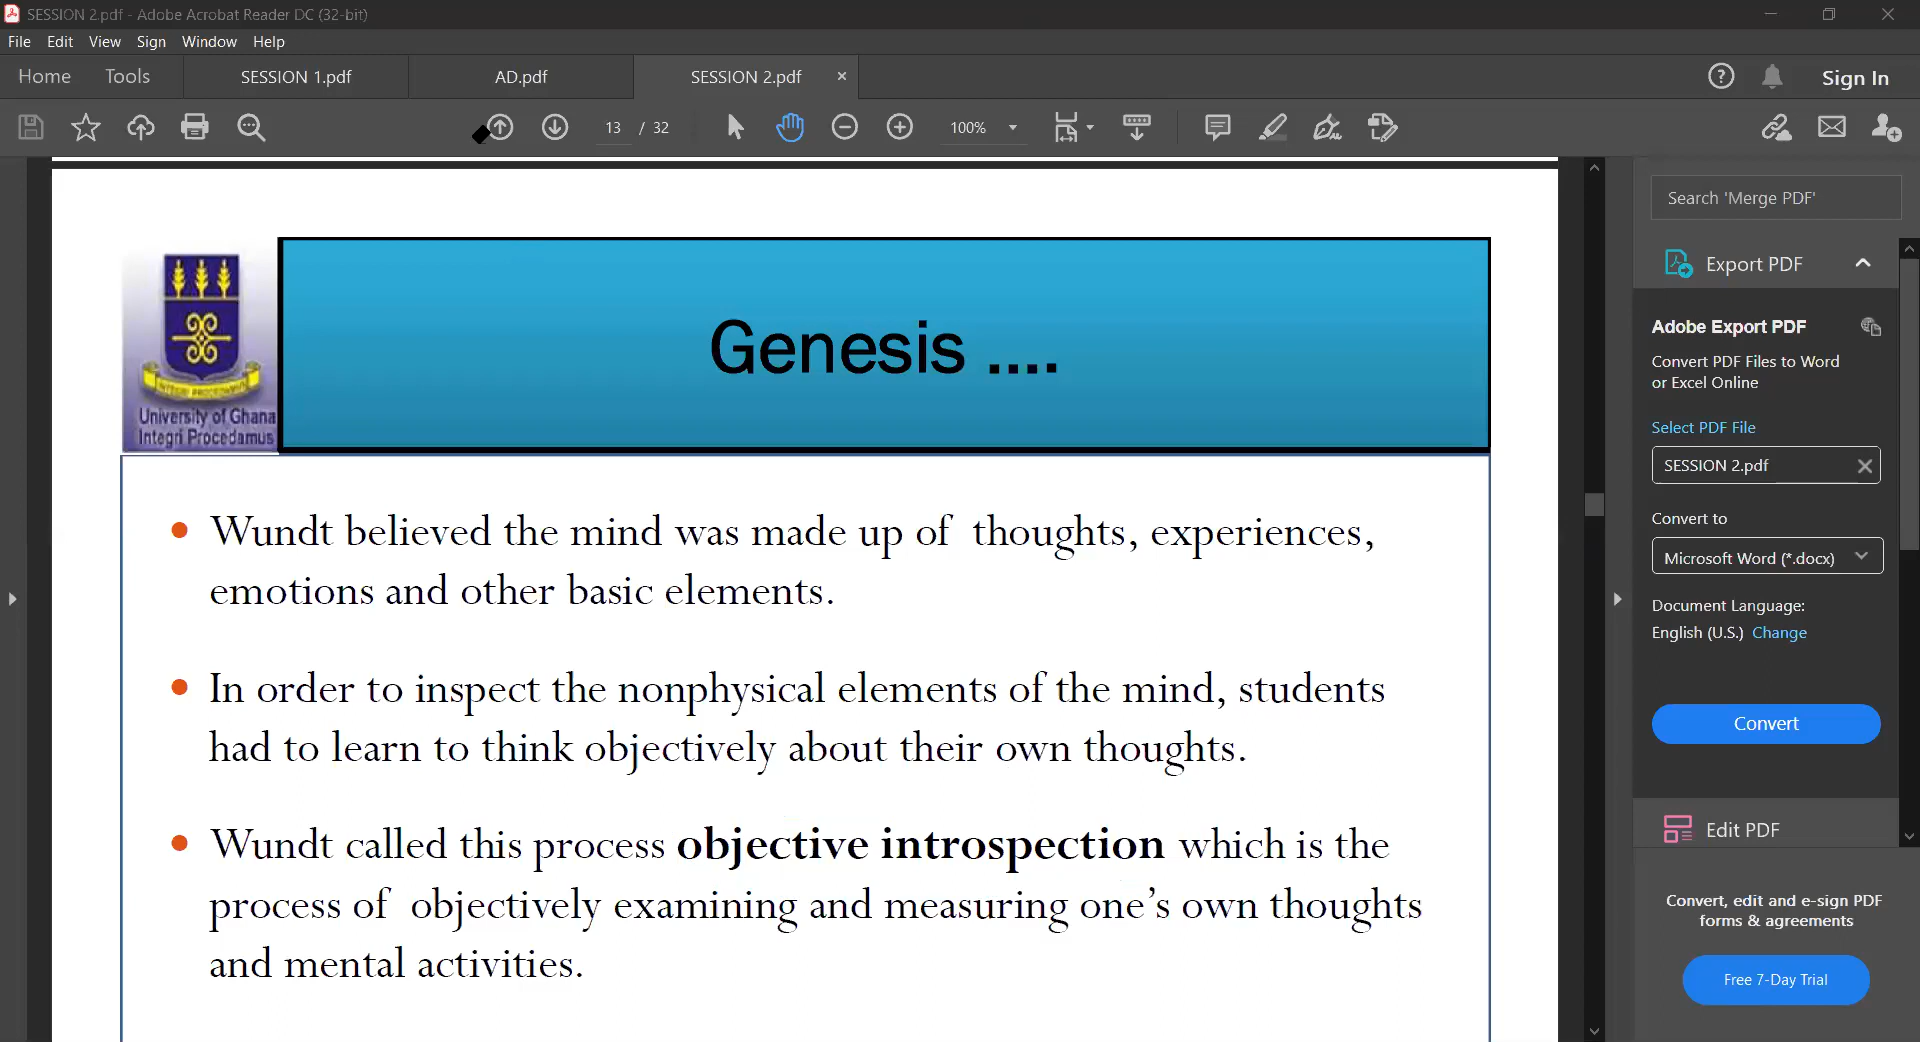 SESSION 2.pdf - Adobe Acrobat Reader DC (32-bit)
File Edit View Sign Window Help
Home Tools SESSION 1.pdf AD.pdf SESSION 2.pdf Sign In
13 / 32 100%
Search 'Merge PDF'
Export PDF
Adobe Export PDF
Convert PDF Files to Word
or Excel Online
Select PDF File
SESSION 2.pdf
Convert to
Microsoft Word (*.docx)
Document Language:
English (U.S.) Change
Convert
Edit PDF
Convert, edit and e-sign PDF
forms & agreements
Free 7-Day Trial
University of Ghana
Integri Procedamus
Genesis ....
• Wundt believed the mind was made up of thoughts, experiences,
emotions and other basic elements.
• In order to inspect the nonphysical elements of the mind, students
had to learn to think objectively about their own thoughts.
• Wundt called this process objective introspection which is the
process of objectively examining and measuring one’s own thoughts
and mental activities.